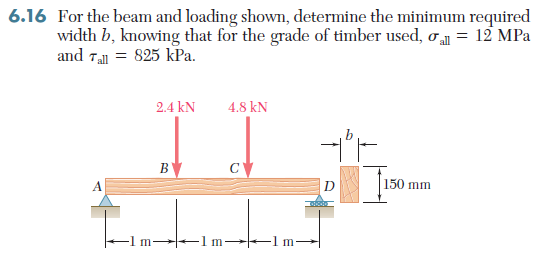 6.16 For the beam and loading shown, determine the minimum required
width b, knowing that for the grade of timber used, σall = 12 MPa
and τall = 825 kPa.
2.4 kN 4.8 kN
b
B C
A D 150 mm
1 m 1 m 1 m